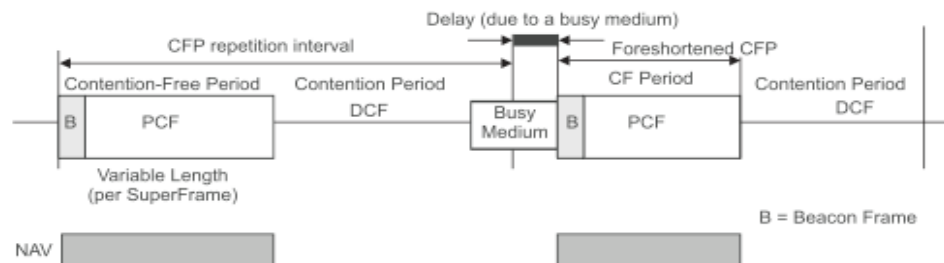 Delay (due to a busy medium)
CFP repetition interval
Foreshortened CFP
Contention-Free Period
Contention Period
CF Period
Contention Period
DCF
DCF
B
PCF
Busy
Medium
B
PCF
Variable Length
(per SuperFrame)
B = Beacon Frame
NAV